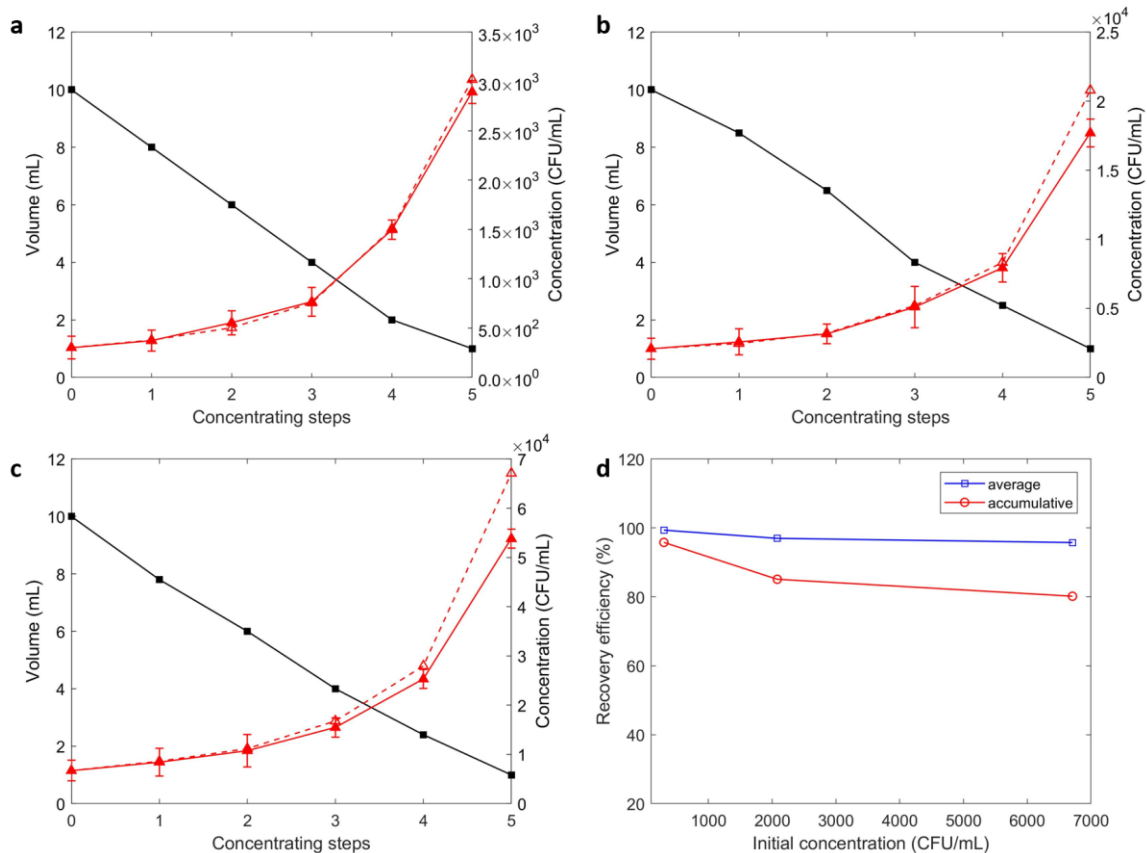 a
12
10
8
6
4
2
0
Volume (mL)
0 1 2 3 4 5
Concentrating steps
3.5×10³
3.0×10³
2.5×10³
2.0×10³
1.5×10³
1.0×10³
5.0×10²
0.0×10⁰
Concentration (CFU/mL)
b
12
10
8
6
4
2
0
Volume (mL)
0 1 2 3 4 5
Concentrating steps
×10⁴
2.5
2
1.5
1
0.5
0
Concentration (CFU/mL)
c
12
10
8
6
4
2
0
Volume (mL)
0 1 2 3 4 5
Concentrating steps
×10⁴
7
6
5
4
3
2
1
0
Concentration (CFU/mL)
d
120
100
80
60
40
20
Recovery efficiency (%)
average
accumulative
1000 2000 3000 4000 5000 6000 7000
Initial concentration (CFU/mL)